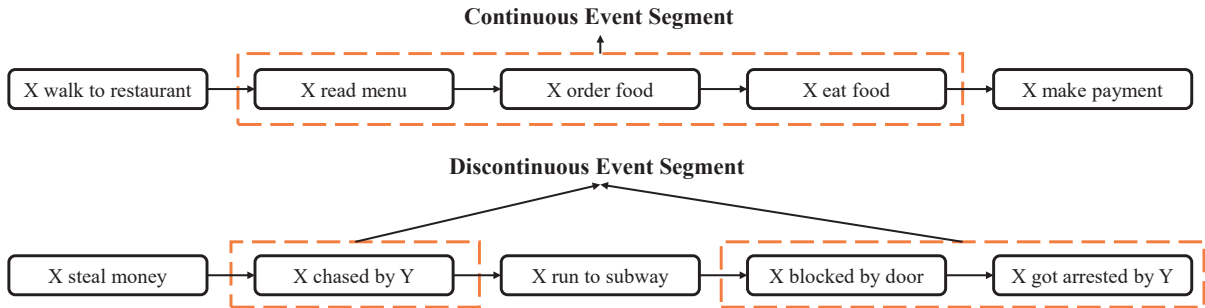 Continuous Event Segment
X walk to restaurant
X read menu
X order food
X eat food
X make payment
Discontinuous Event Segment
X steal money
X chased by Y
X run to subway
X blocked by door
X got arrested by Y